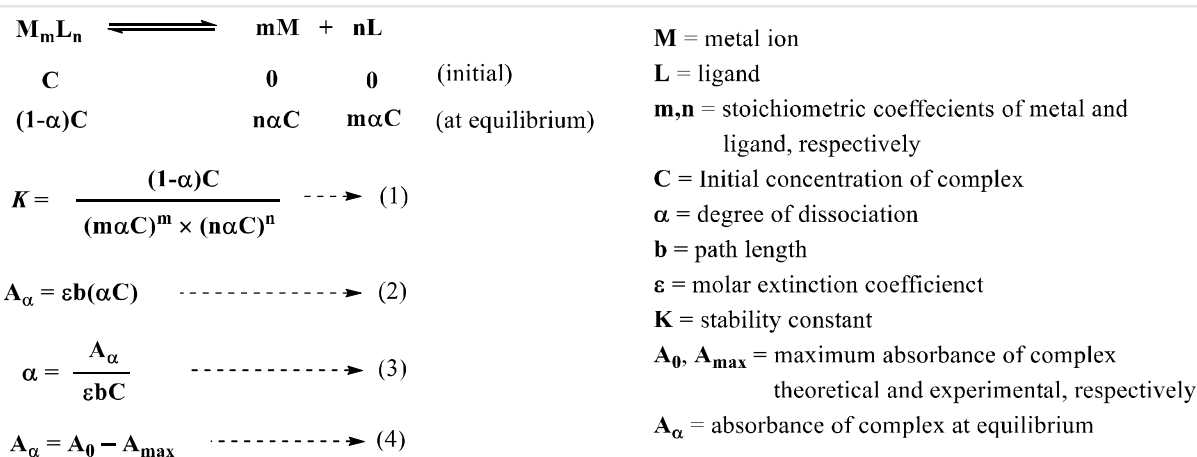 MₘLₙ ⇌ mM + nL
C 0 0 (initial)
(1-α)C nαC mαC (at equilibrium)
K = (1-α)C / (mαC)ᵐ × (nαC)ⁿ (1)
Aα = εb(αC) (2)
α = Aα / εbC (3)
Aα = A₀ − Amax (4)
M = metal ion
L = ligand
m,n = stoichiometric coeffecients of metal and
ligand, respectively
C = Initial concentration of complex
α = degree of dissociation
b = path length
ε = molar extinction coefficienct
K = stability constant
A₀, Amax = maximum absorbance of complex
theoretical and experimental, respectively
Aα = absorbance of complex at equilibrium